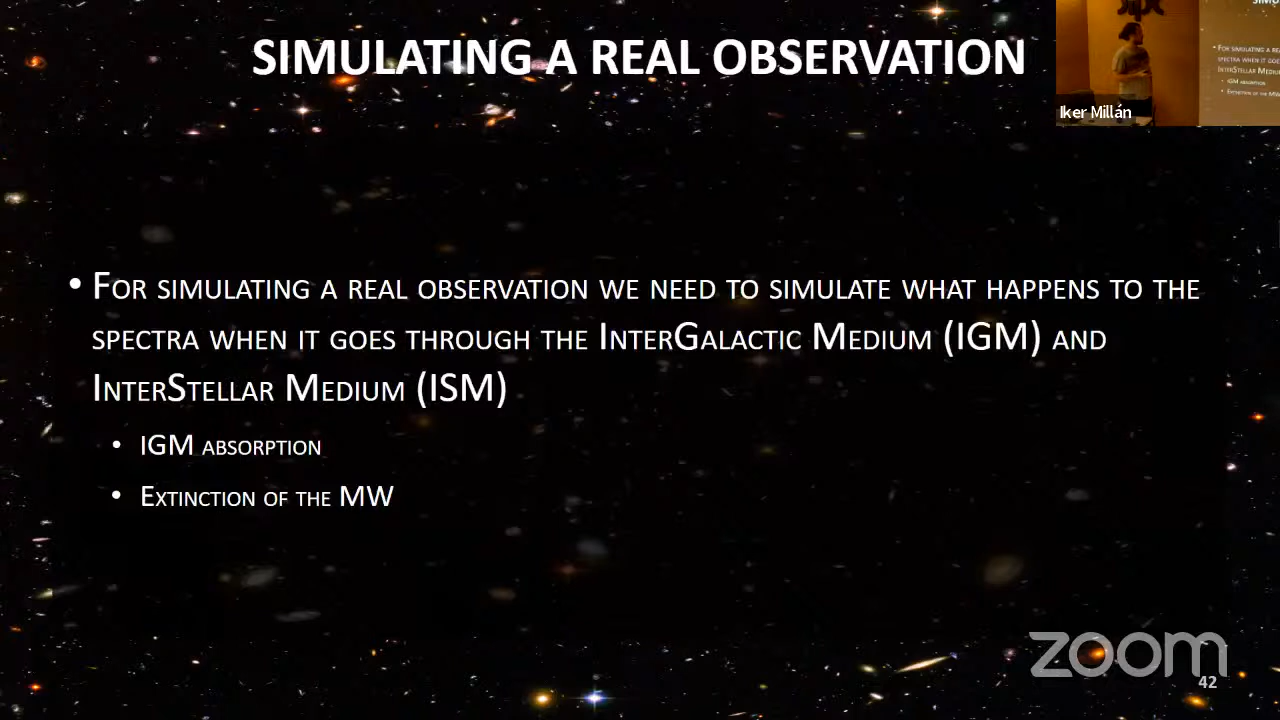 SIMULATING A REAL OBSERVATION
Iker Millán
• For simulating a real observation we need to simulate what happens to the
spectra when it goes through the InterGalactic Medium (IGM) and
InterStellar Medium (ISM)
• IGM absorption
• Extinction of the MW
zoom
42